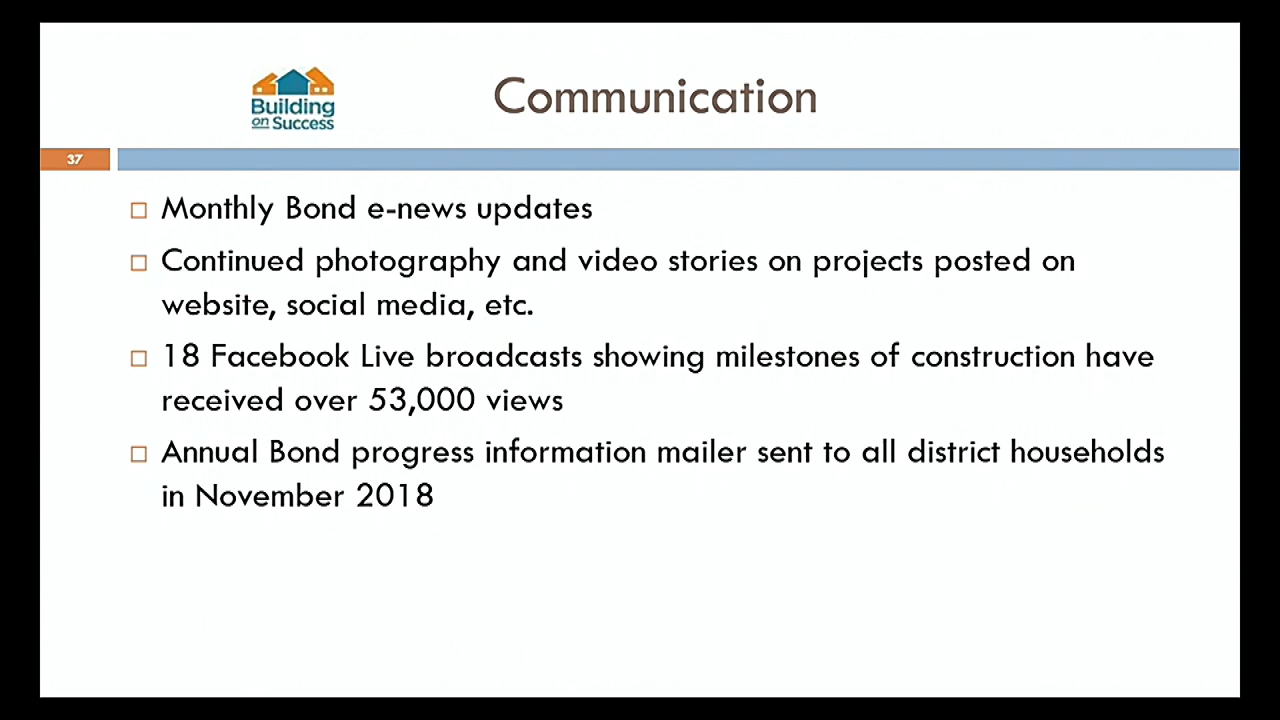 Building
on Success
Communication
37
Monthly Bond e-news updates
Continued photography and video stories on projects posted on
website, social media, etc.
18 Facebook Live broadcasts showing milestones of construction have
received over 53,000 views
Annual Bond progress information mailer sent to all district households
in November 2018